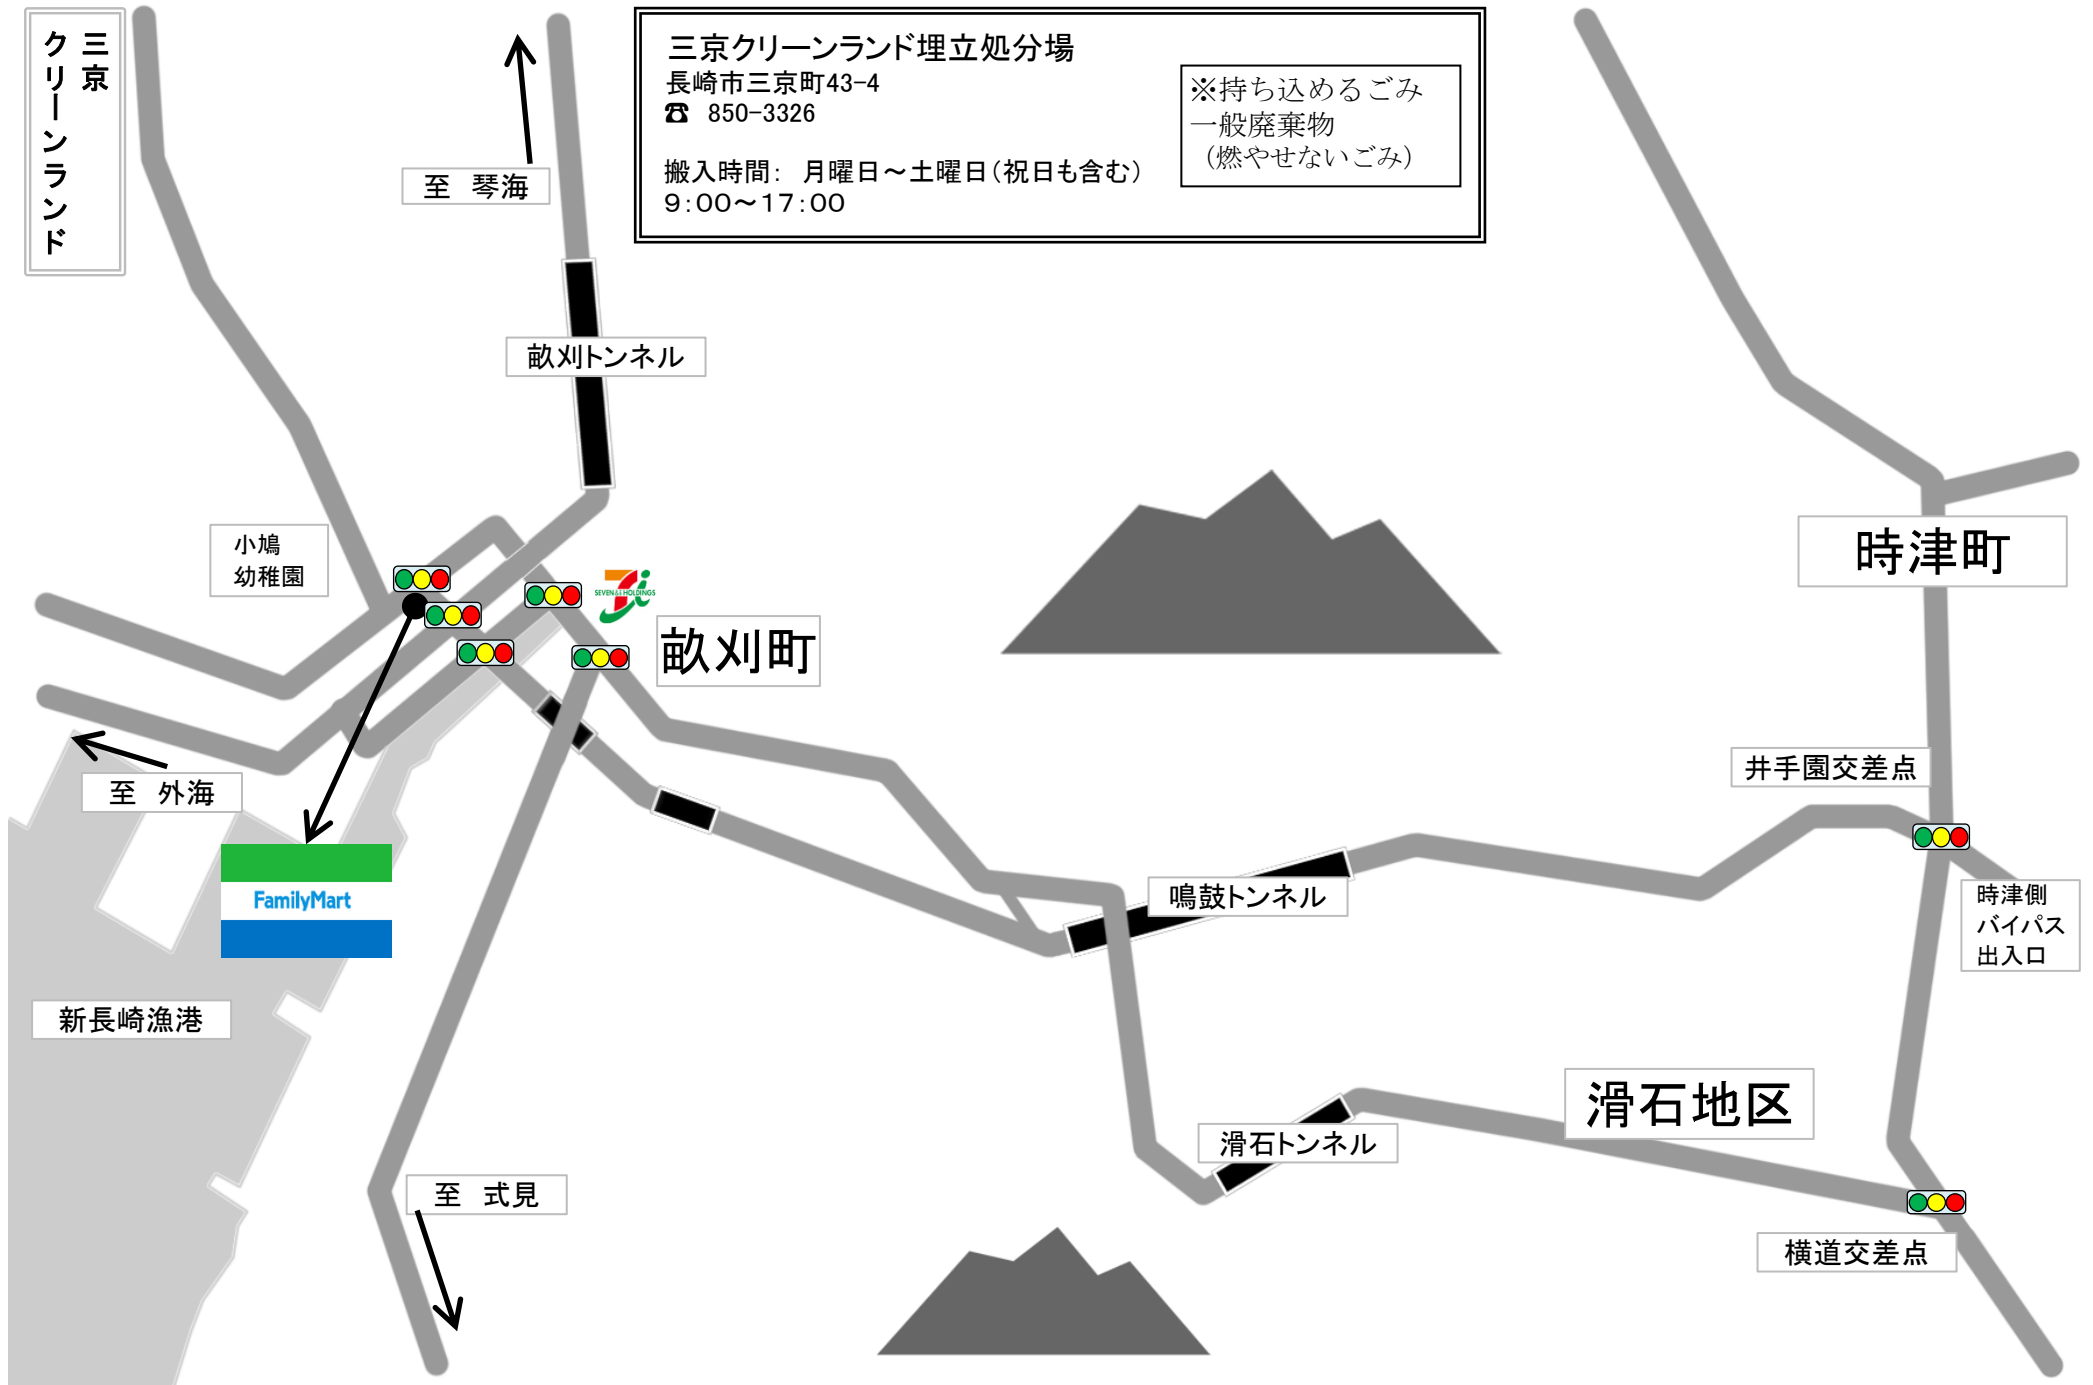 三京
クリーンランド
三京クリーンランド埋立処分場
長崎市三京町43-4
☎ 850-3326
搬入時間： 月曜日～土曜日（祝日も含む）
９：００～１７：００
※持ち込めるごみ
一般廃棄物
（燃やせないごみ）
至 琴海
畝刈トンネル
小鳩
幼稚園
SEVEN & i HOLDINGS
畝刈町
時津町
至 外海
井手園交差点
FamilyMart
鳴鼓トンネル
時津側
バイパス
出入口
新長崎漁港
滑石地区
滑石トンネル
至 式見
横道交差点